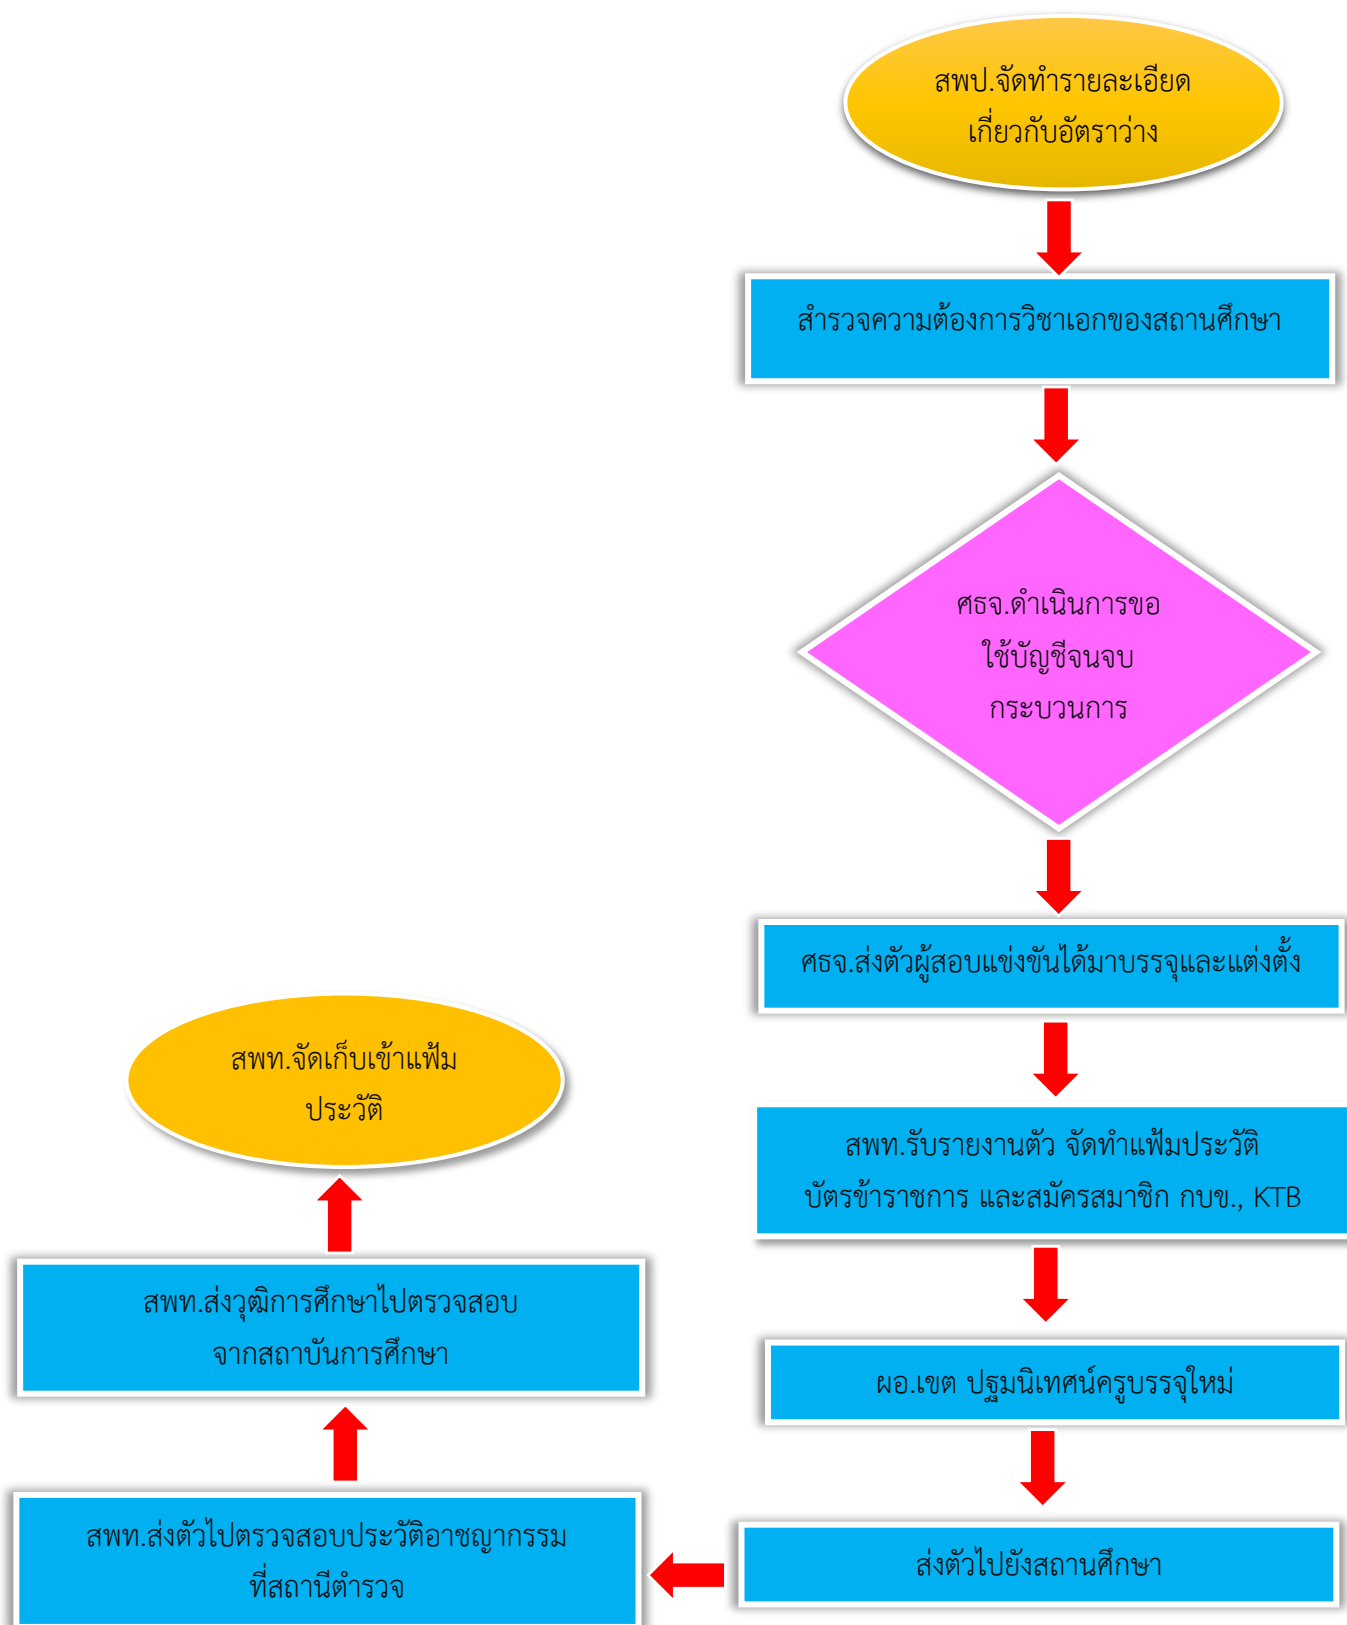 สพป.จัดทำรายละเอียด
เกี่ยวกับอัตราว่าง
สำรวจความต้องการวิชาเอกของสถานศึกษา
ศธจ.ดำเนินการขอ
ใช้บัญชีจนจบ
กระบวนการ
ศธจ.ส่งตัวผู้สอบแข่งขันได้มาบรรจุและแต่งตั้ง
สพท.รับรายงานตัว จัดทำแฟ้มประวัติ
บัตรข้าราชการ และสมัครสมาชิก กบข., KTB
ผอ.เขต ปฐมนิเทศน์ครูบรรจุใหม่
ส่งตัวไปยังสถานศึกษา
สพท.ส่งตัวไปตรวจสอบประวัติอาชญากรรม
ที่สถานีตำรวจ
สพท.ส่งวุฒิการศึกษาไปตรวจสอบ
จากสถาบันการศึกษา
สพท.จัดเก็บเข้าแฟ้ม
ประวัติ